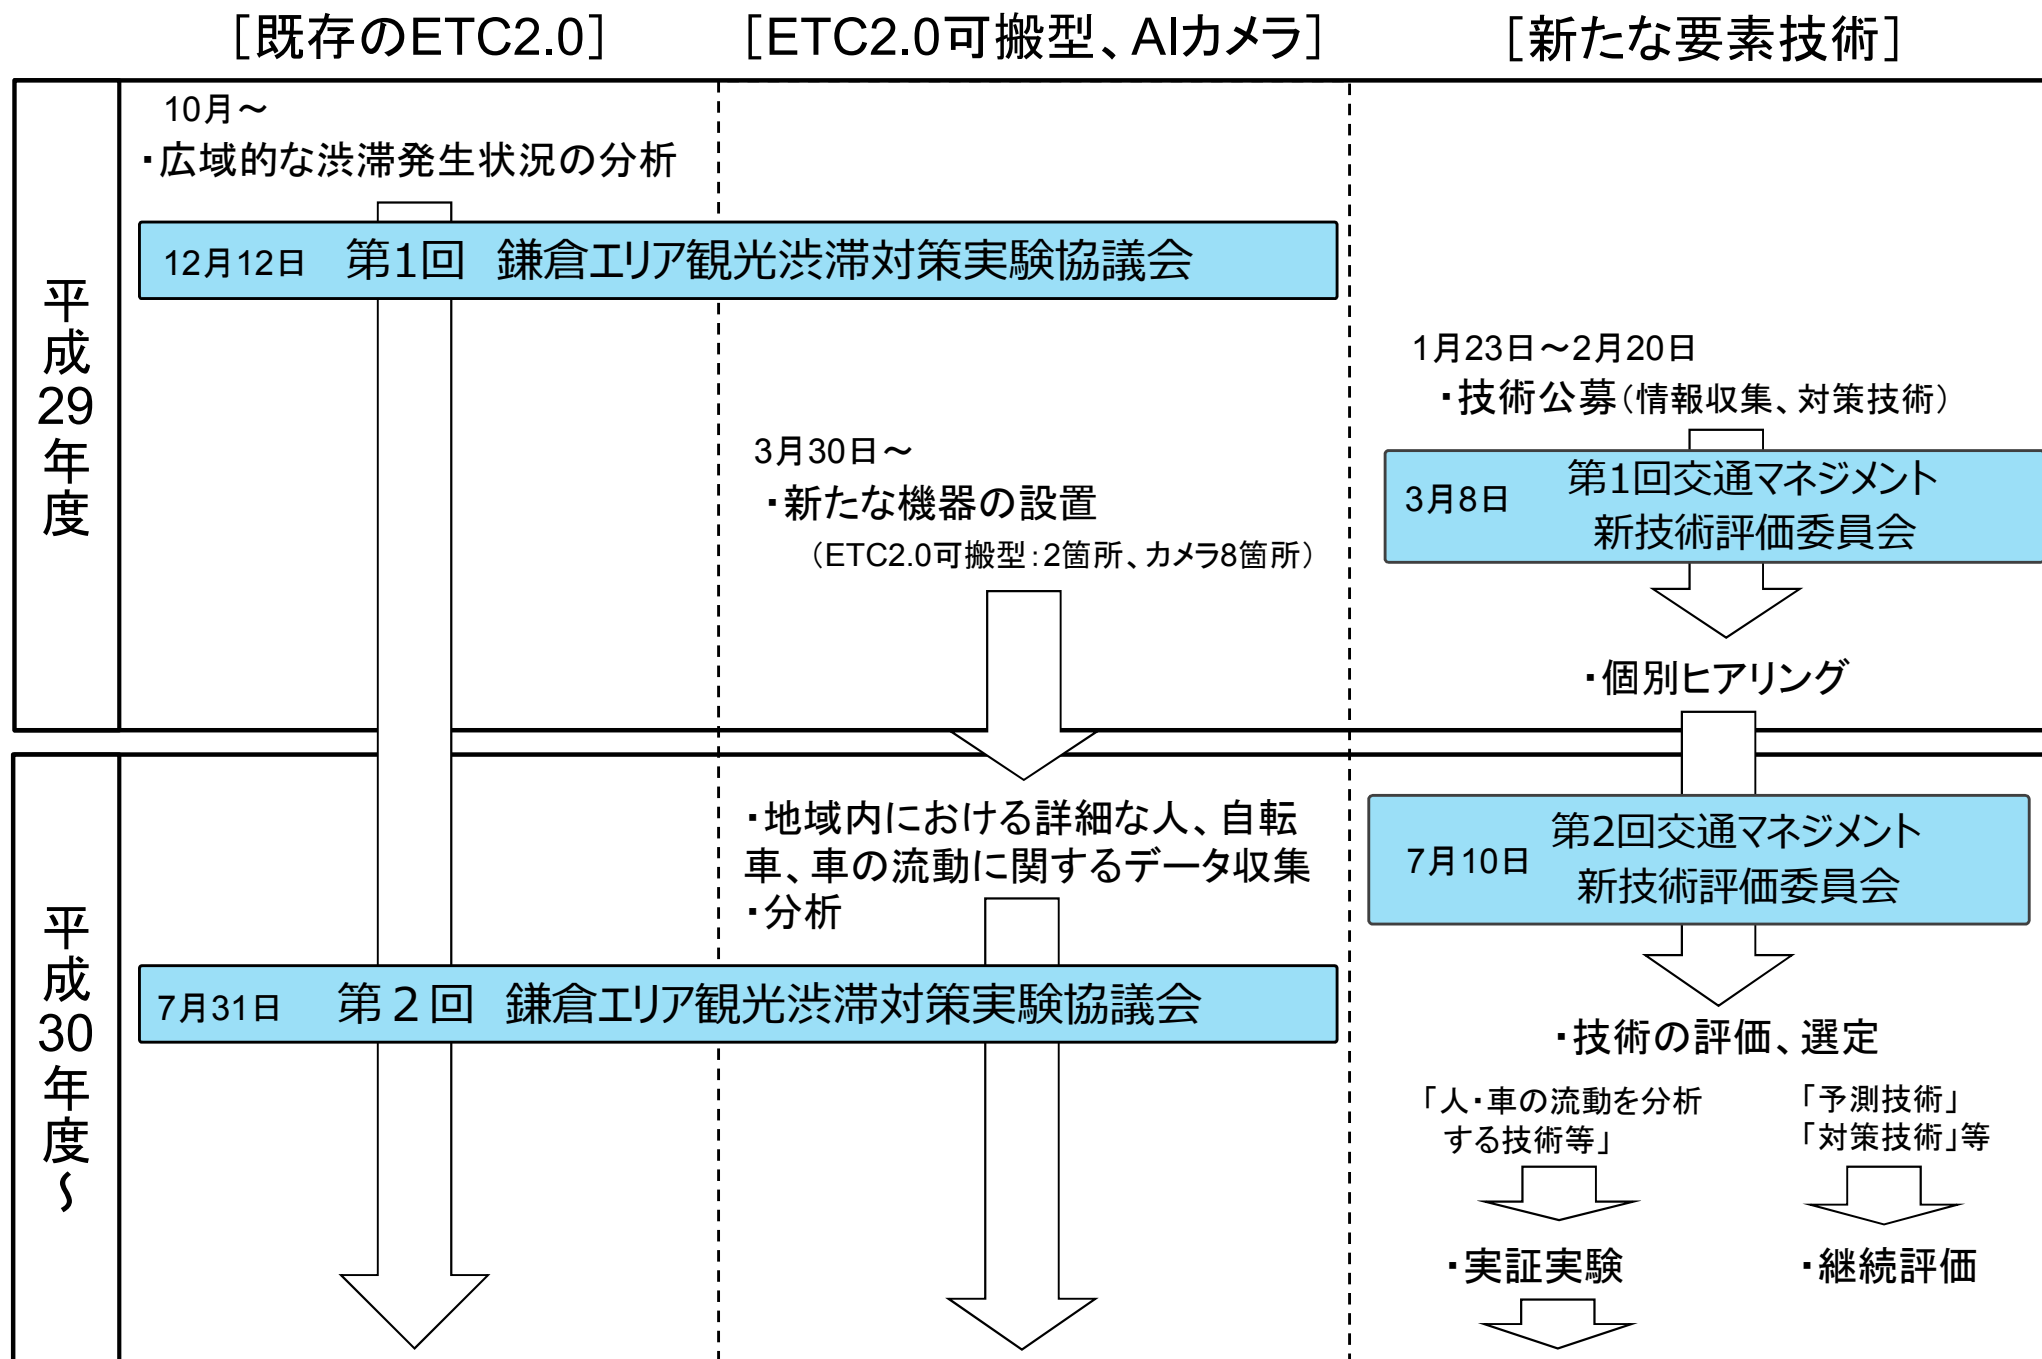 ［既存のETC2.0］
［ETC2.0可搬型、AIカメラ］
［新たな要素技術］
平成29年度
10月～
・広域的な渋滞発生状況の分析
12月12日 第1回 鎌倉エリア観光渋滞対策実験協議会
3月30日～
・新たな機器の設置
（ETC2.0可搬型：2箇所、カメラ8箇所）
1月23日～2月20日
・技術公募（情報収集、対策技術）
3月8日
第1回交通マネジメント
新技術評価委員会
・個別ヒアリング
平成30年度～
・地域内における詳細な人、自転
車、車の流動に関するデータ収集
・分析
7月31日 第２回 鎌倉エリア観光渋滞対策実験協議会
7月10日
第2回交通マネジメント
新技術評価委員会
・技術の評価、選定
「人・車の流動を分析
する技術等」
「予測技術」
「対策技術」等
・実証実験
・継続評価